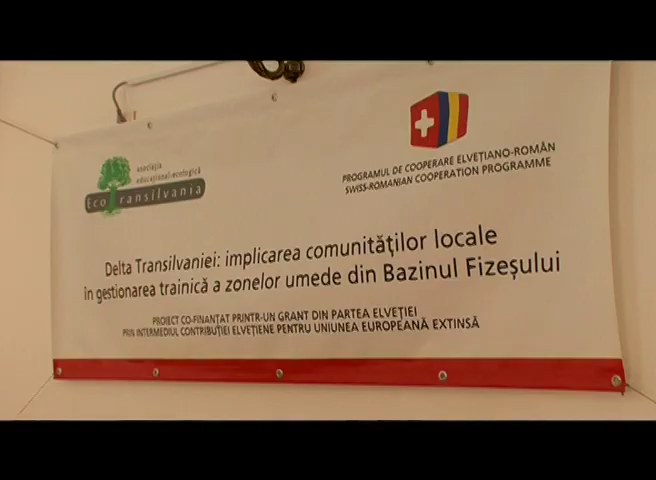 asociația
educațional-ecologică
EcoTransilvania
PROGRAMUL DE COOPERARE ELVEȚIANO-ROMÂN
SWISS-ROMANIAN COOPERATION PROGRAMME
Delta Transilvaniei: implicarea comunităților locale
în gestionarea trainică a zonelor umede din Bazinul Fizeșului
PROIECT CO-FINANȚAT PRINTR-UN GRANT DIN PARTEA ELVEȚIEI
PRIN INTERMEDIUL CONTRIBUȚIEI ELVEȚIENE PENTRU UNIUNEA EUROPEANĂ EXTINSĂ